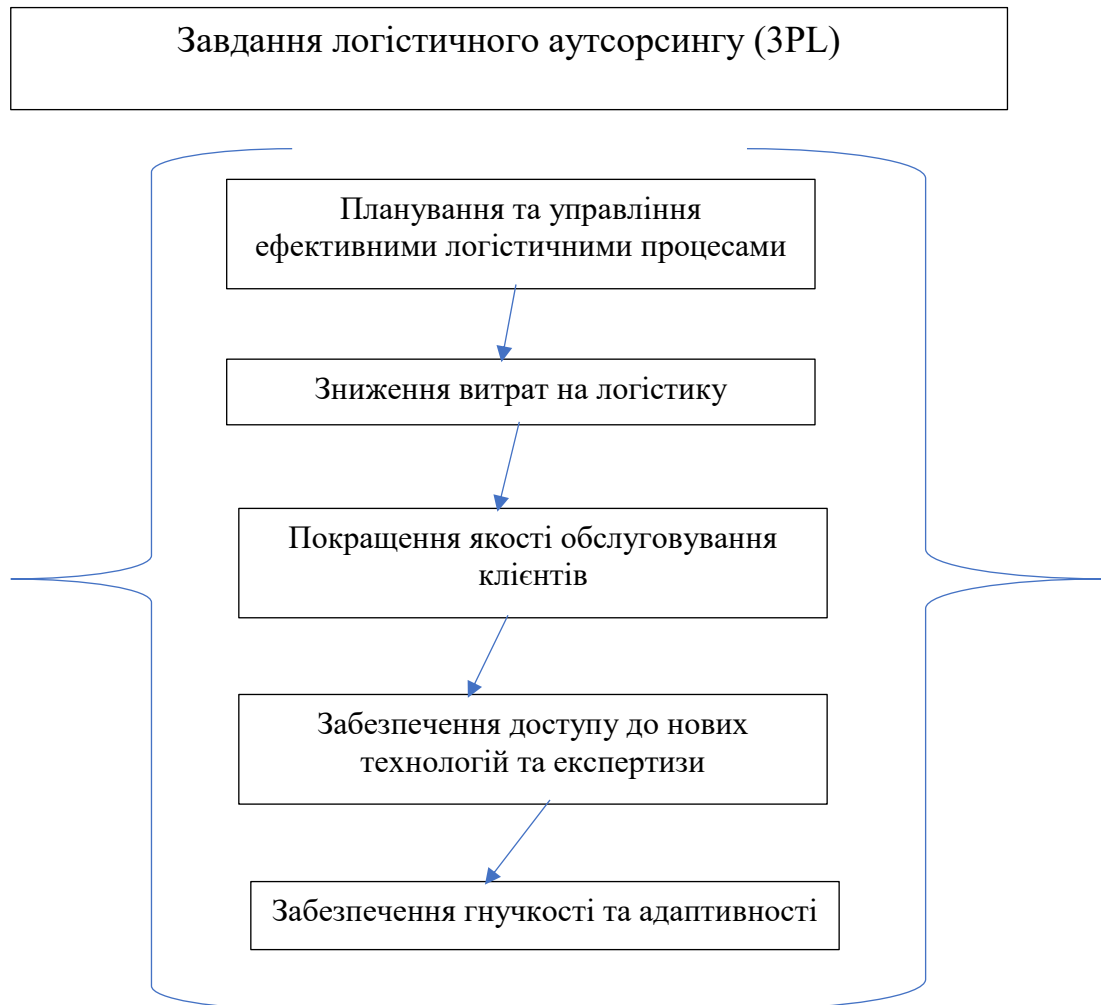 Завдання логістичного аутсорсингу (3PL)
Планування та управління
ефективними логістичними процесами
Зниження витрат на логістику
Покращення якості обслуговування
клієнтів
Забезпечення доступу до нових
технологій та експертизи
Забезпечення гнучкості та адаптивності